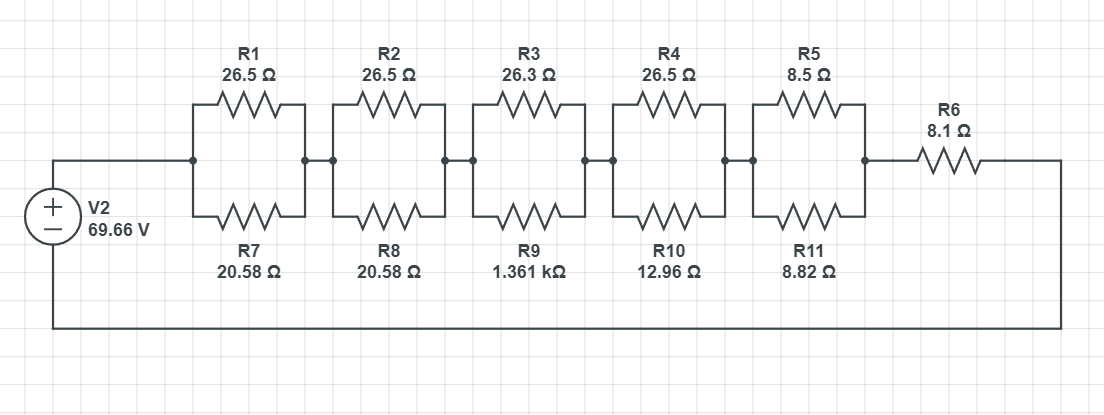 R1
26.5 Ω
R2
26.5 Ω
R3
26.3 Ω
R4
26.5 Ω
R5
8.5 Ω
R6
8.1 Ω
V2
69.66 V
R7
20.58 Ω
R8
20.58 Ω
R9
1.361 kΩ
R10
12.96 Ω
R11
8.82 Ω